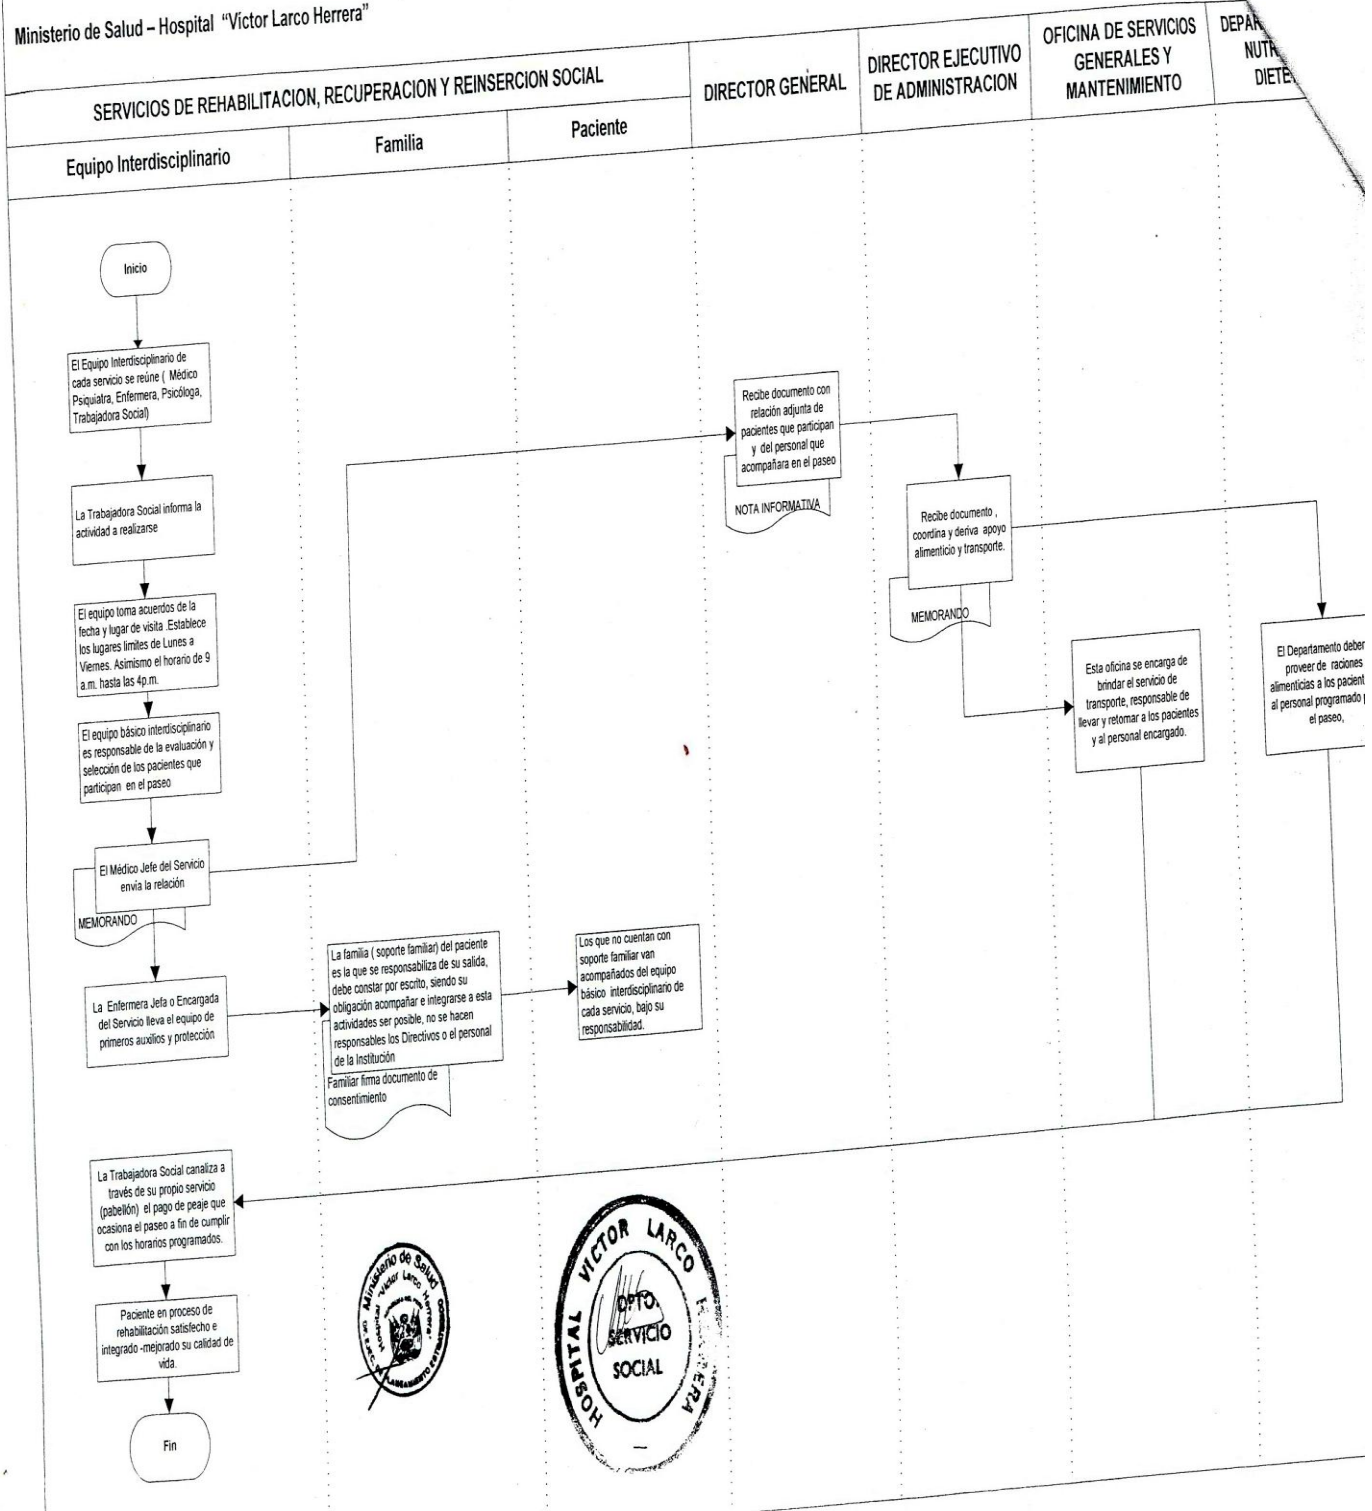 Ministerio de Salud – Hospital "Víctor Larco Herrera"
SERVICIOS DE REHABILITACION, RECUPERACION Y REINSERCION SOCIAL
DIRECTOR GENERAL
DIRECTOR EJECUTIVO
DE ADMINISTRACION
OFICINA DE SERVICIOS
GENERALES Y
MANTENIMIENTO
Equipo Interdisciplinario
Familia
Paciente
Inicio
El Equipo Interdisciplinario de
cada servicio se reúne ( Médico
Psiquiatra, Enfermera, Psicóloga,
Trabajadora Social)
La Trabajadora Social informa la
actividad a realizarse
El equipo toma acuerdos de la
fecha y lugar de visita .Establece
los lugares limites de Lunes a
Viernes. Asimismo el horario de 9
a.m. hasta las 4p.m.
El equipo básico interdisciplinario
es responsable de la evaluación y
selección de los pacientes que
participan en el paseo
El Médico Jefe del Servicio
envia la relación
MEMORANDO
Recibe documento con
relación adjunta de
pacientes que participan
y del personal que
acompañara en el paseo
NOTA INFORMATIVA
Recibe documento ,
coordina y deriva apoyo
alimenticio y transporte.
MEMORANDO
Esta oficina se encarga de
brindar el servicio de
transporte, responsable de
llevar y retornar a los pacientes
y al personal encargado.
El Departamento
proveer de raciones
alimenticias a los
al personal programado
el paseo,
La Enfermera Jefa o Encargada
del Servicio lleva el equipo de
primeros auxilios y protección
La familia ( soporte familiar) del paciente
es la que se responsabiliza de su salida,
debe constar por escrito, siendo su
obligación acompañar e integrarse a esta
actividades ser posible, no se hacen
responsables los Directivos o el personal
de la Institución
Familiar firma documento de
consentimiento
Los que no cuentan con
soporte familiar van
acompañados del equipo
básico interdisciplinario de
cada servicio, bajo su
responsabilidad.
La Trabajadora Social canaliza a
través de su propio servicio
(pabellón) el pago de peaje que
ocasiona el paseo a fin de cumplir
con los horarios programados.
Paciente en proceso de
rehabilitación satisfecho e
integrado -mejorado su calidad de
vida.
Fin
Ministerio de Salud
Hospital "Victor Larco Herrera"
HOSPITAL VICTOR LARCO HERRERA
DPTO.
SERVICIO
SOCIAL